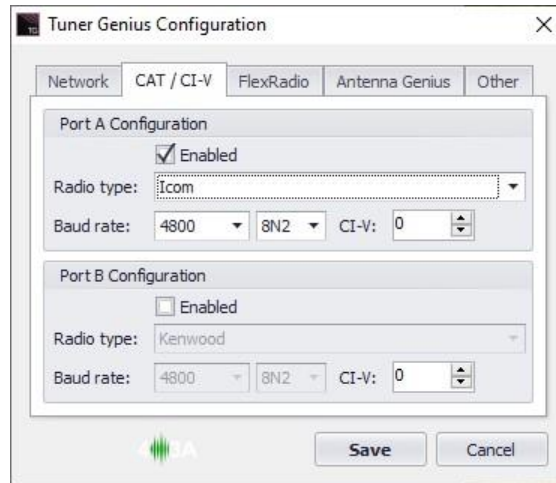 TG Tuner Genius Configuration
Network CAT / CI-V FlexRadio Antenna Genius Other
Port A Configuration
Enabled
Radio type: Icom
Baud rate: 4800 8N2 CI-V: 0
Port B Configuration
Enabled
Radio type: Kenwood
Baud rate: 4800 8N2 CI-V: 0
Save Cancel